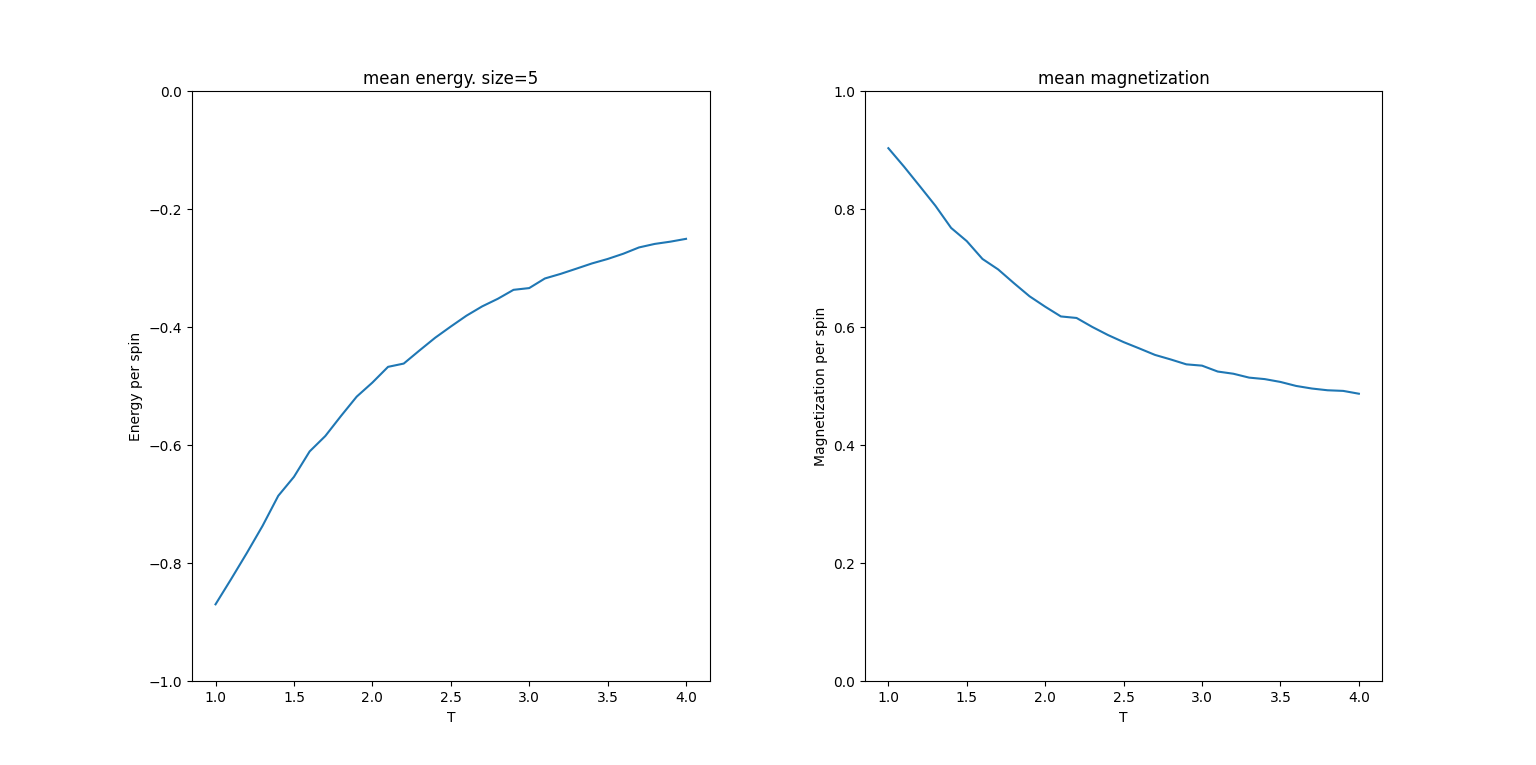 mean energy. size=5
Energy per spin
0.0
−0.2
−0.4
−0.6
−0.8
−1.0
1.0 1.5 2.0 2.5 3.0 3.5 4.0
T
mean magnetization
Magnetization per spin
1.0
0.8
0.6
0.4
0.2
0.0
1.0 1.5 2.0 2.5 3.0 3.5 4.0
T